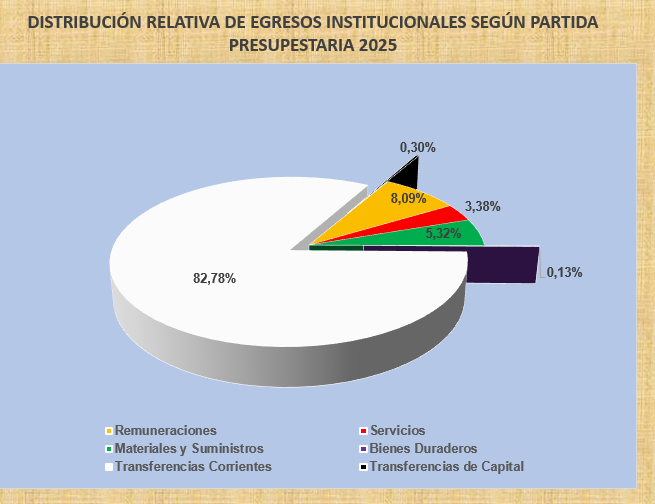 DISTRIBUCIÓN RELATIVA DE EGRESOS INSTITUCIONALES SEGÚN PARTIDA
PRESUPESTARIA 2025
0,30%
8,09%
3,38%
5,32%
0,13%
82,78%
Remuneraciones
Servicios
Materiales y Suministros
Bienes Duraderos
Transferencias Corrientes
Transferencias de Capital